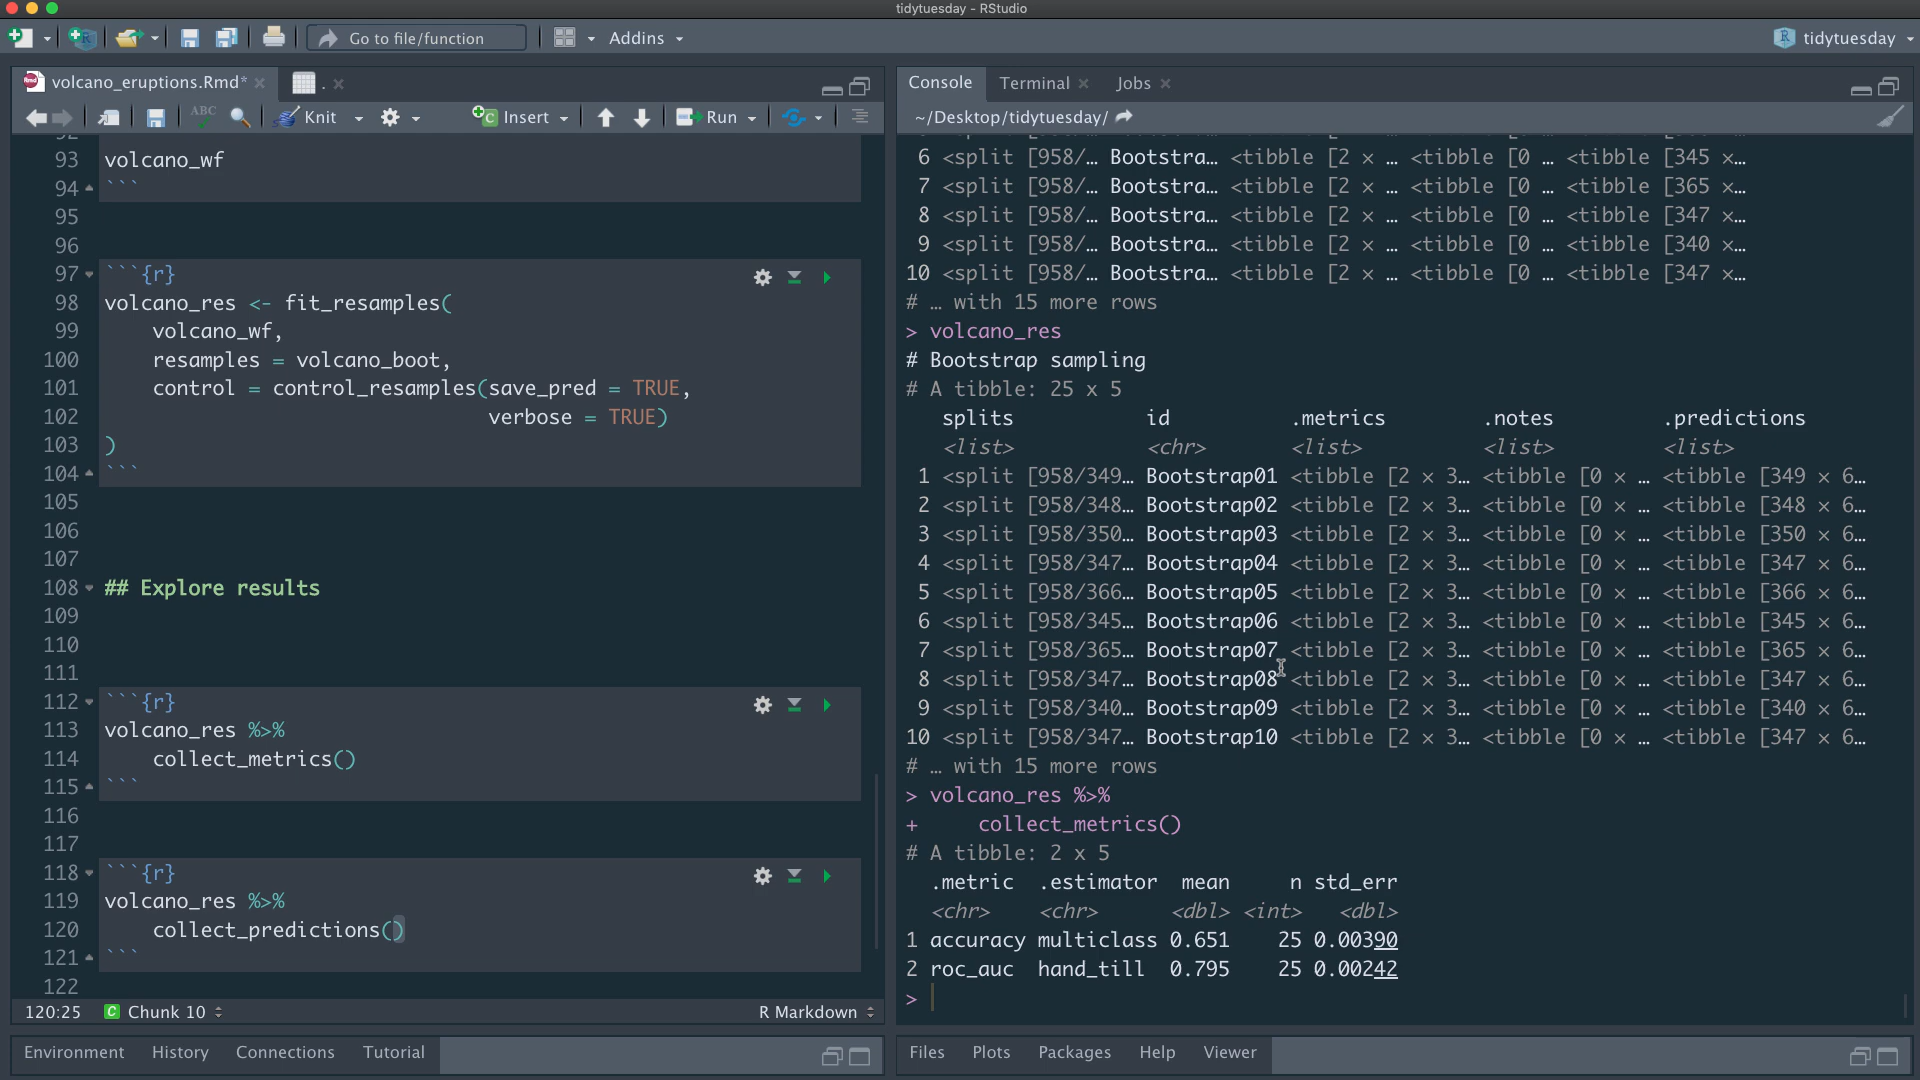 tidytuesday - RStudio
Go to file/function
Addins
tidytuesday
volcano_eruptions.Rmd*
.
ABC
Knit
Insert
Run
93 volcano_wf
94 ```
95
96
97 ```{r}
98 volcano_res <- fit_resamples(
99 volcano_wf,
100 resamples = volcano_boot,
101 control = control_resamples(save_pred = TRUE,
102 verbose = TRUE)
103 )
104 ```
105
106
107
108 ## Explore results
109
110
111
112 ```{r}
113 volcano_res %>%
114 collect_metrics()
115 ```
116
117
118 ```{r}
119 volcano_res %>%
120 collect_predictions()
121 ```
122
120:25 Chunk 10 R Markdown
Environment History Connections Tutorial
Console Terminal Jobs
~/Desktop/tidytuesday/
6 <split [958/… Bootstra… <tibble [2 × … <tibble [0 … <tibble [345 ×…
7 <split [958/… Bootstra… <tibble [2 × … <tibble [0 … <tibble [365 ×…
8 <split [958/… Bootstra… <tibble [2 × … <tibble [0 … <tibble [347 ×…
9 <split [958/… Bootstra… <tibble [2 × … <tibble [0 … <tibble [340 ×…
10 <split [958/… Bootstra… <tibble [2 × … <tibble [0 … <tibble [347 ×…
# … with 15 more rows
> volcano_res
# Bootstrap sampling
# A tibble: 25 x 5
splits id .metrics .notes .predictions
<list> <chr> <list> <list> <list>
1 <split [958/349… Bootstrap01 <tibble [2 × 3… <tibble [0 × … <tibble [349 × 6…
2 <split [958/348… Bootstrap02 <tibble [2 × 3… <tibble [0 × … <tibble [348 × 6…
3 <split [958/350… Bootstrap03 <tibble [2 × 3… <tibble [0 × … <tibble [350 × 6…
4 <split [958/347… Bootstrap04 <tibble [2 × 3… <tibble [0 × … <tibble [347 × 6…
5 <split [958/366… Bootstrap05 <tibble [2 × 3… <tibble [0 × … <tibble [366 × 6…
6 <split [958/345… Bootstrap06 <tibble [2 × 3… <tibble [0 × … <tibble [345 × 6…
7 <split [958/365… Bootstrap07 <tibble [2 × 3… <tibble [0 × … <tibble [365 × 6…
8 <split [958/347… Bootstrap08 <tibble [2 × 3… <tibble [0 × … <tibble [347 × 6…
9 <split [958/340… Bootstrap09 <tibble [2 × 3… <tibble [0 × … <tibble [340 × 6…
10 <split [958/347… Bootstrap10 <tibble [2 × 3… <tibble [0 × … <tibble [347 × 6…
# … with 15 more rows
> volcano_res %>%
+ collect_metrics()
# A tibble: 2 x 5
.metric .estimator mean n std_err
<chr> <chr> <dbl> <int> <dbl>
1 accuracy multiclass 0.651 25 0.00390
2 roc_auc hand_till 0.795 25 0.00242
>
Files Plots Packages Help Viewer